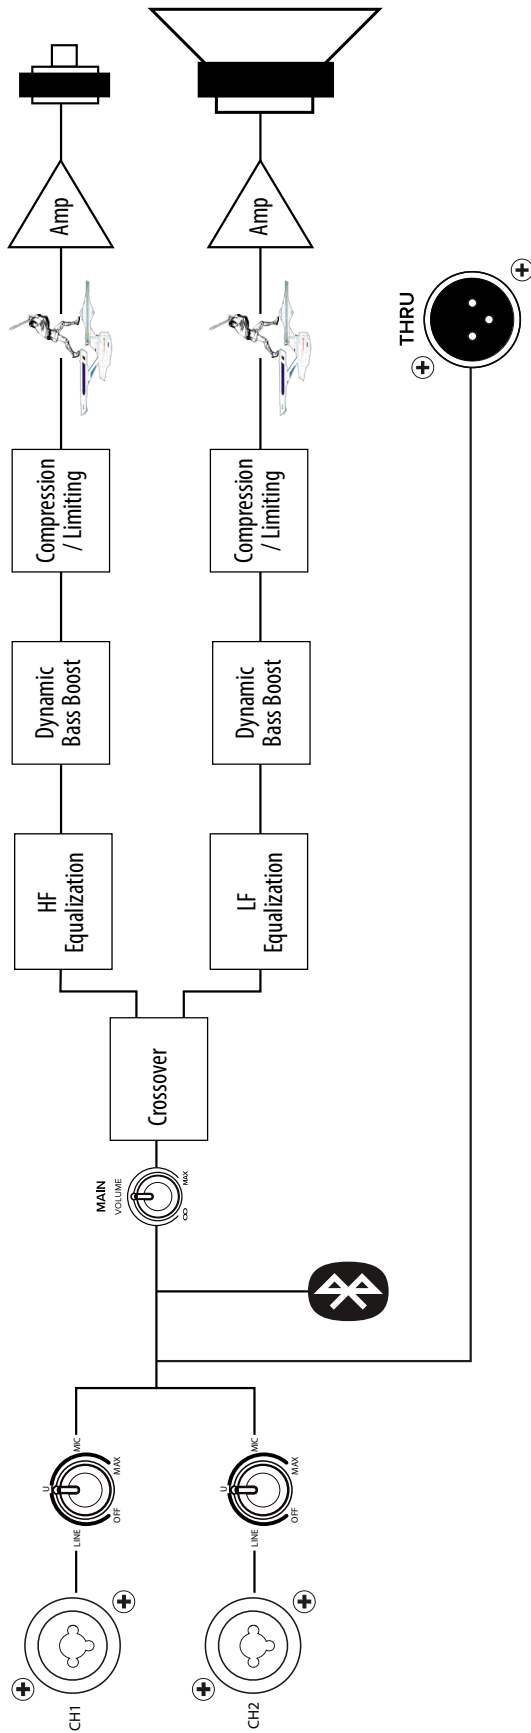 CH1
LINE
U
MIC
OFF
MAX
CH2
LINE
U
MIC
OFF
MAX
MAIN
VOLUME
∞
MAX
Crossover
HF
Equalization
Dynamic
Bass Boost
Compression
/ Limiting
Amp
LF
Equalization
Dynamic
Bass Boost
Compression
/ Limiting
Amp
THRU